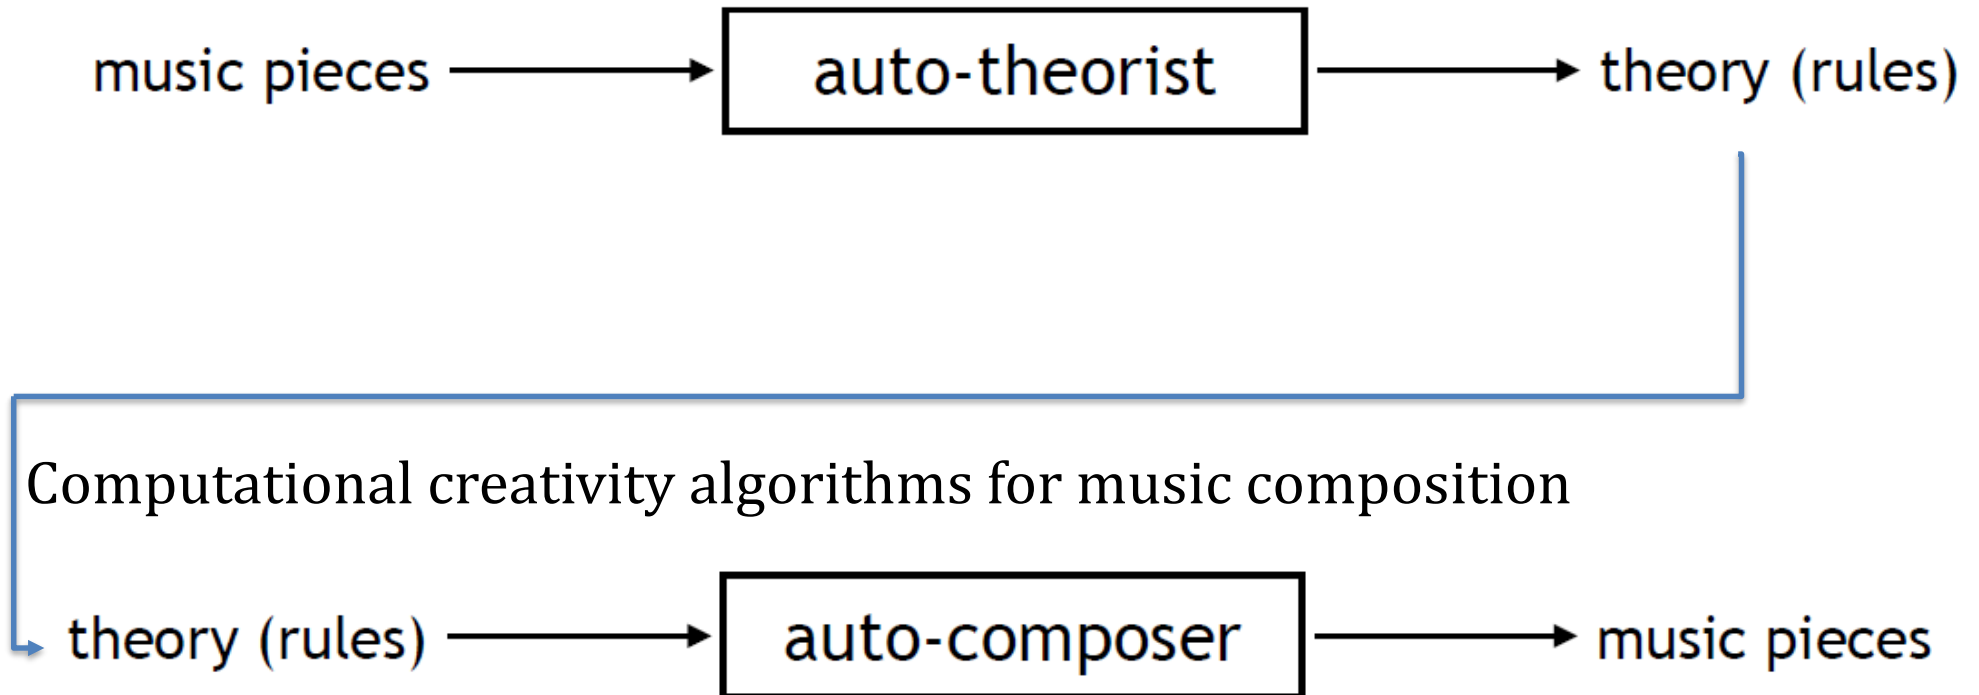 music pieces auto-theorist theory (rules)
Computational creativity algorithms for music composition
theory (rules) auto-composer music pieces